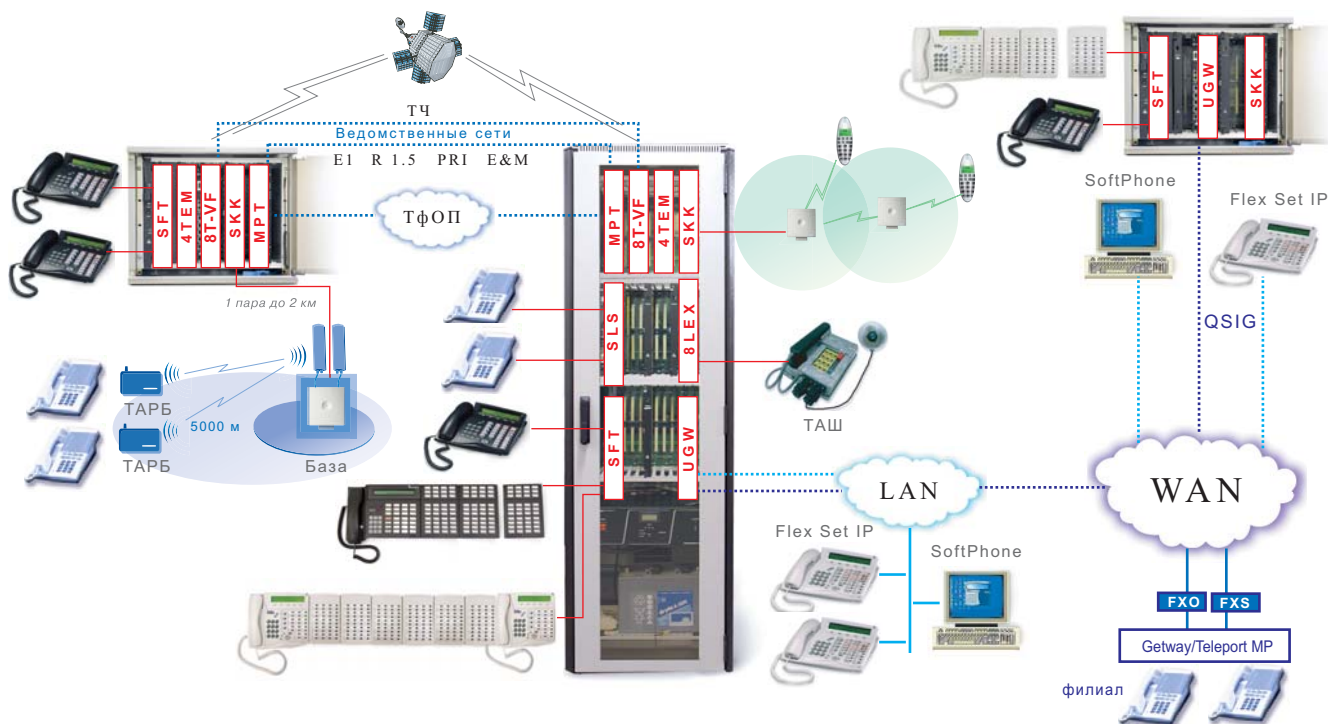 ТЧ
Ведомственные сети
E1 R 1.5 PRI E&M
SFT
4TEM
8T-VF
SKK
MPT
ТфОП
1 пара до 2 км
ТАРБ
5000 м
ТАРБ
База
MPT
8T-VF
4TEM
SKK
SLS
8LEX
SFT
UGW
ТАШ
SFT
UGW
SKK
SoftPhone
Flex Set IP
QSIG
LAN
WAN
Flex Set IP
SoftPhone
FXO
FXS
Getway/Teleport MP
филиал